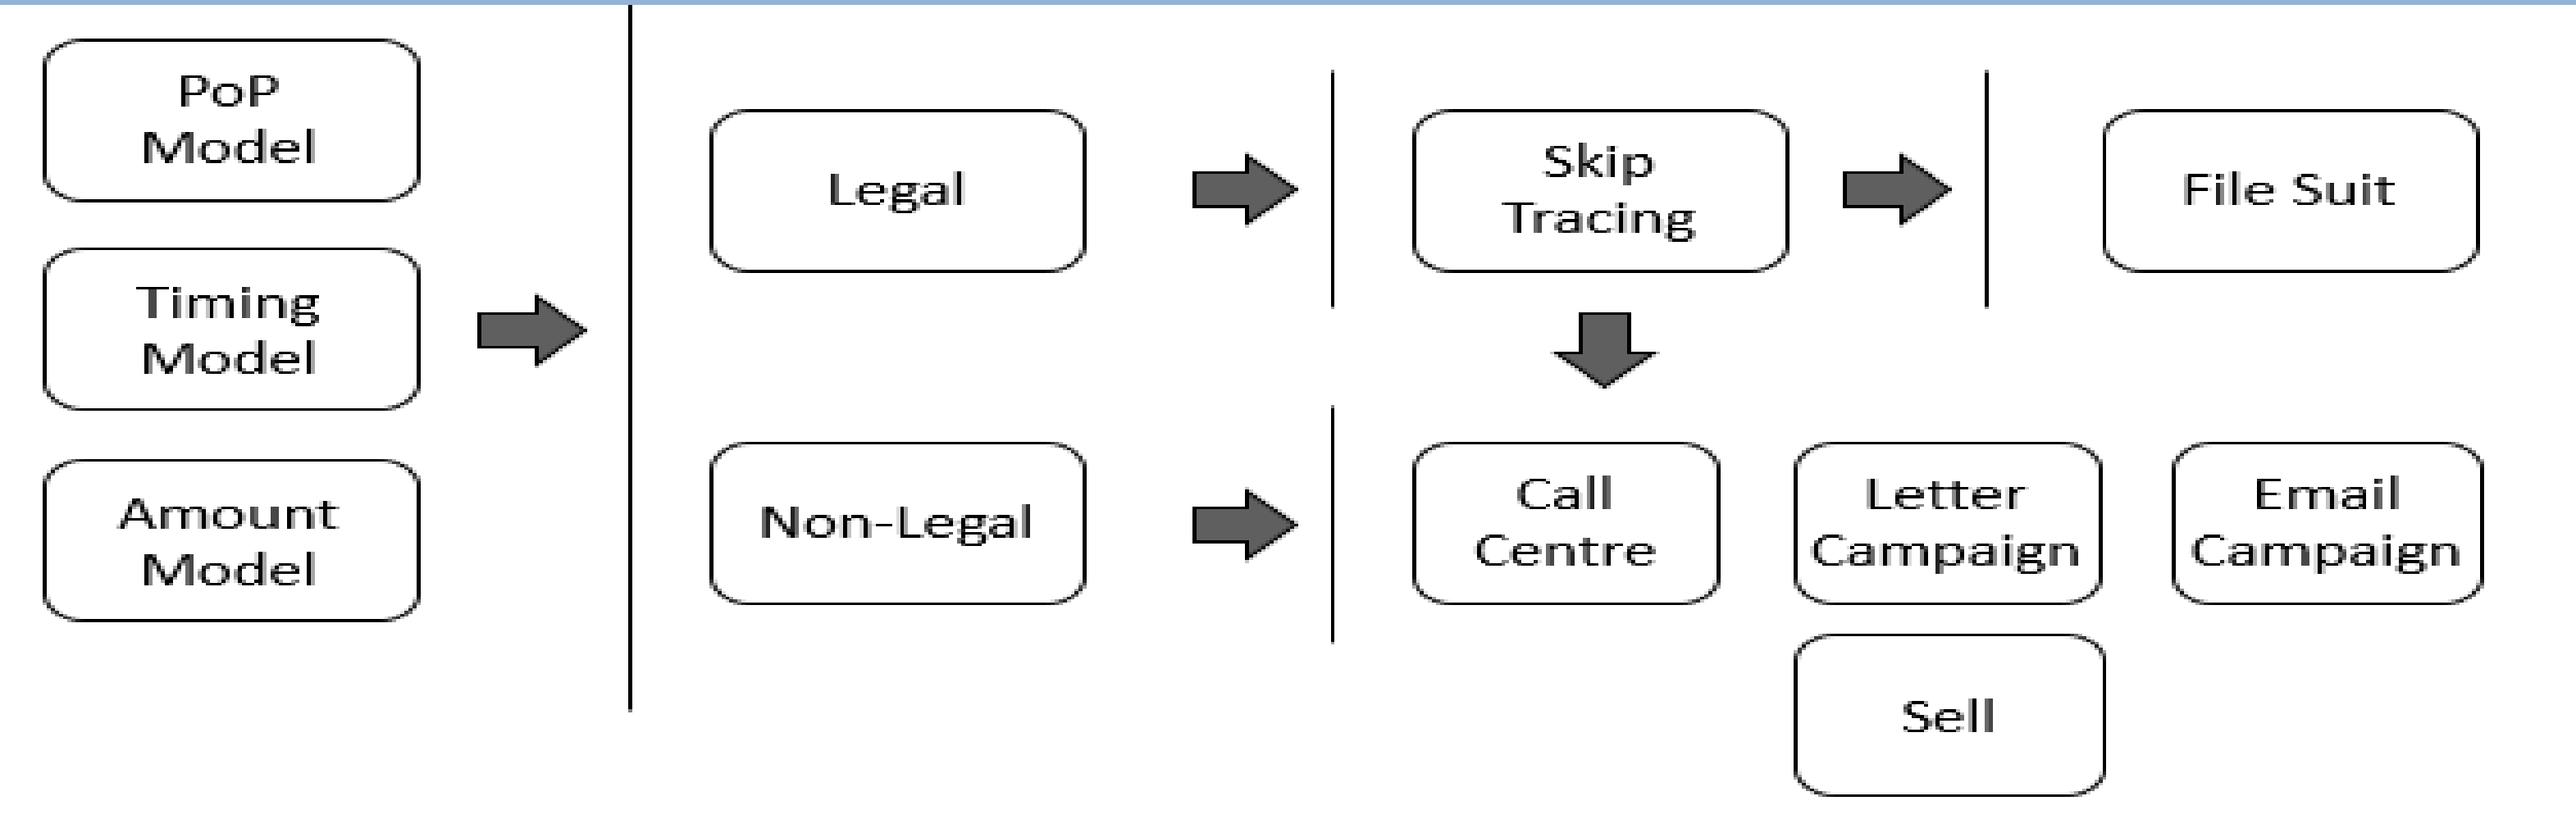 PoP
Model
Timing
Model
Amount
Model
Legal
Non-Legal
Skip
Tracing
File Suit
Call
Centre
Letter
Campaign
Email
Campaign
Sell